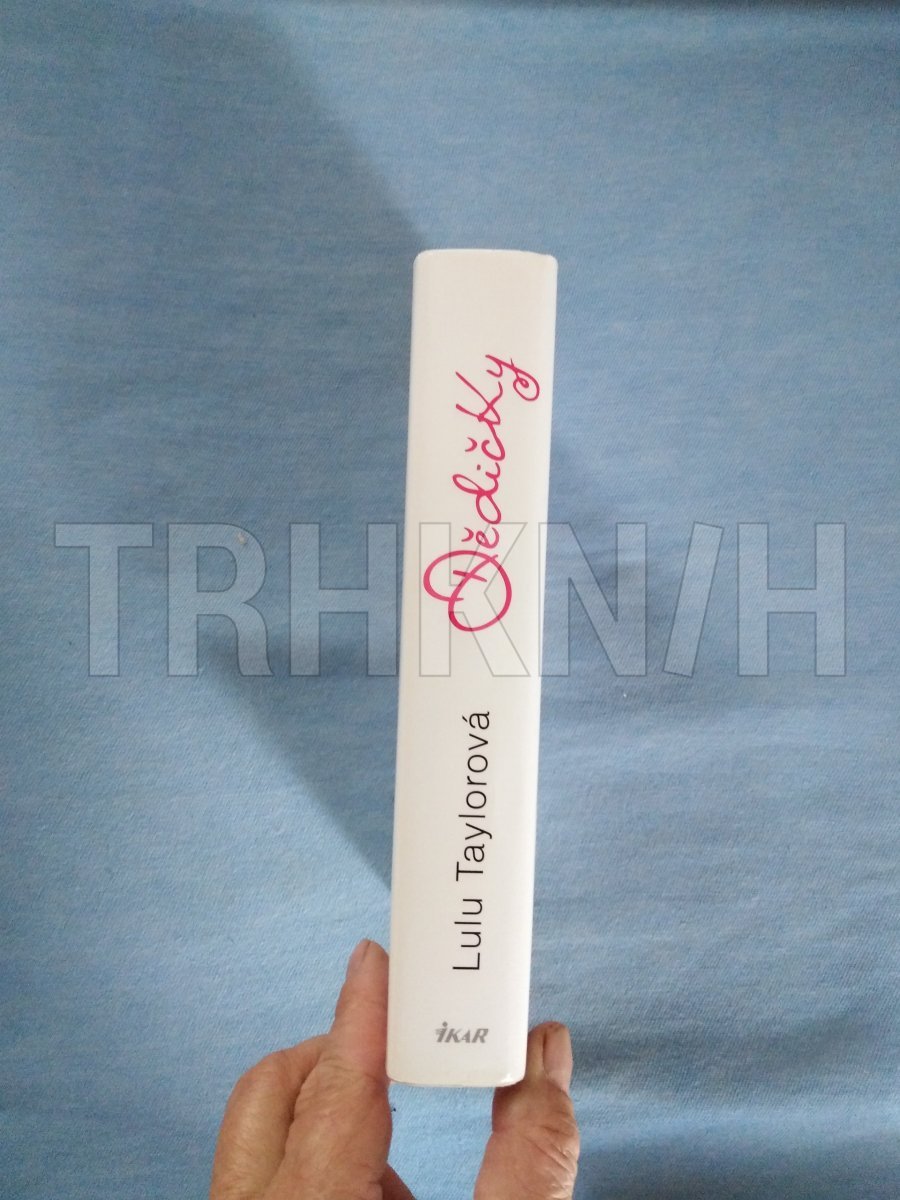 Dědičky
Lulu Taylorová
iKAR
TRHKNIH